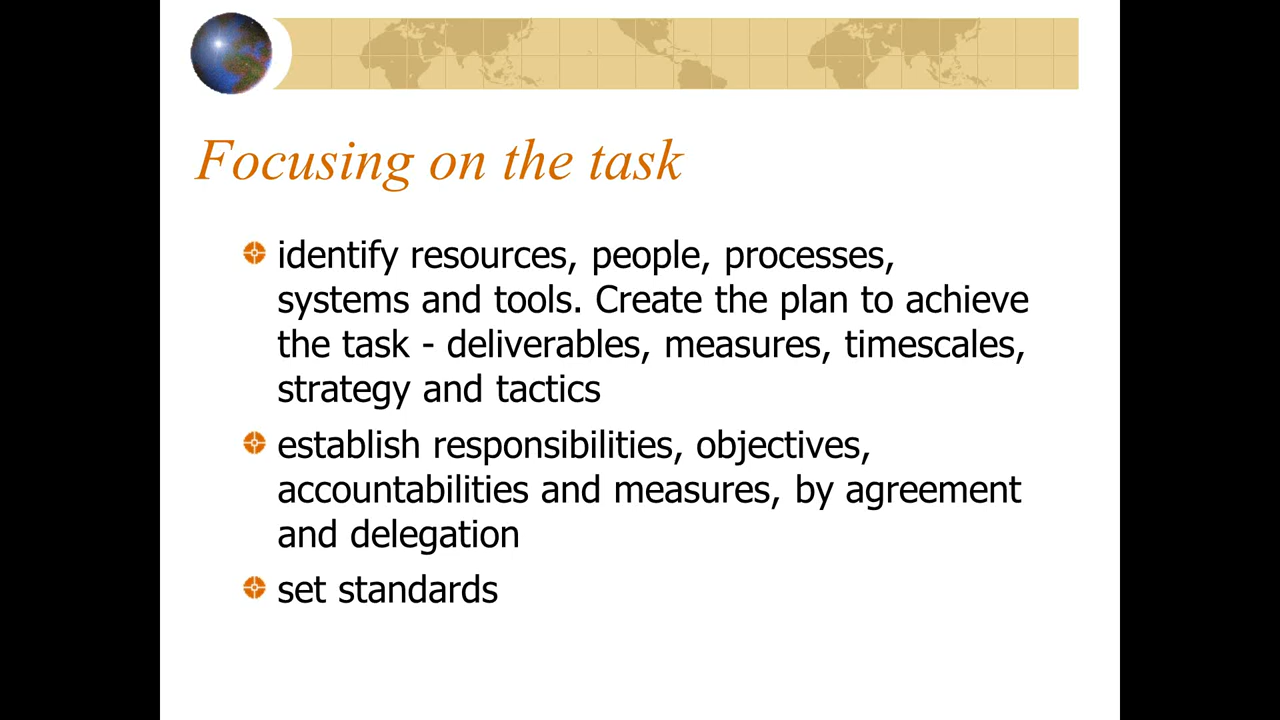 Focusing on the task
identify resources, people, processes,
systems and tools. Create the plan to achieve
the task - deliverables, measures, timescales,
strategy and tactics
establish responsibilities, objectives,
accountabilities and measures, by agreement
and delegation
set standards